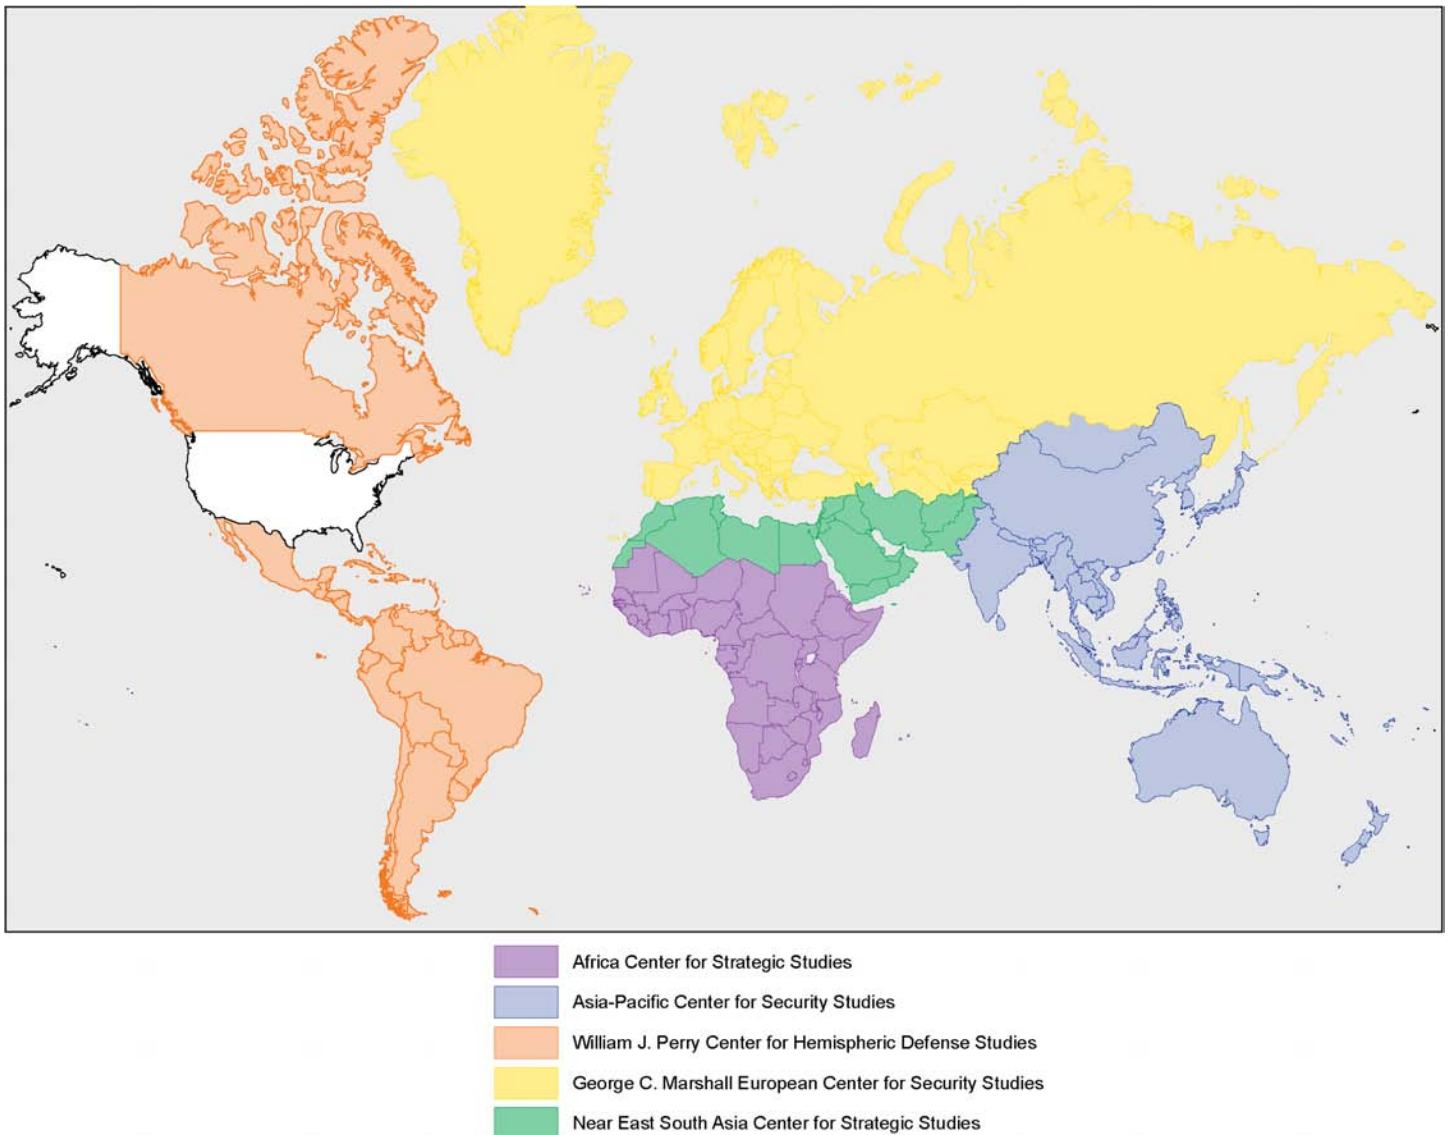 Africa Center for Strategic Studies
Asia-Pacific Center for Security Studies
William J. Perry Center for Hemispheric Defense Studies
George C. Marshall European Center for Security Studies
Near East South Asia Center for Strategic Studies